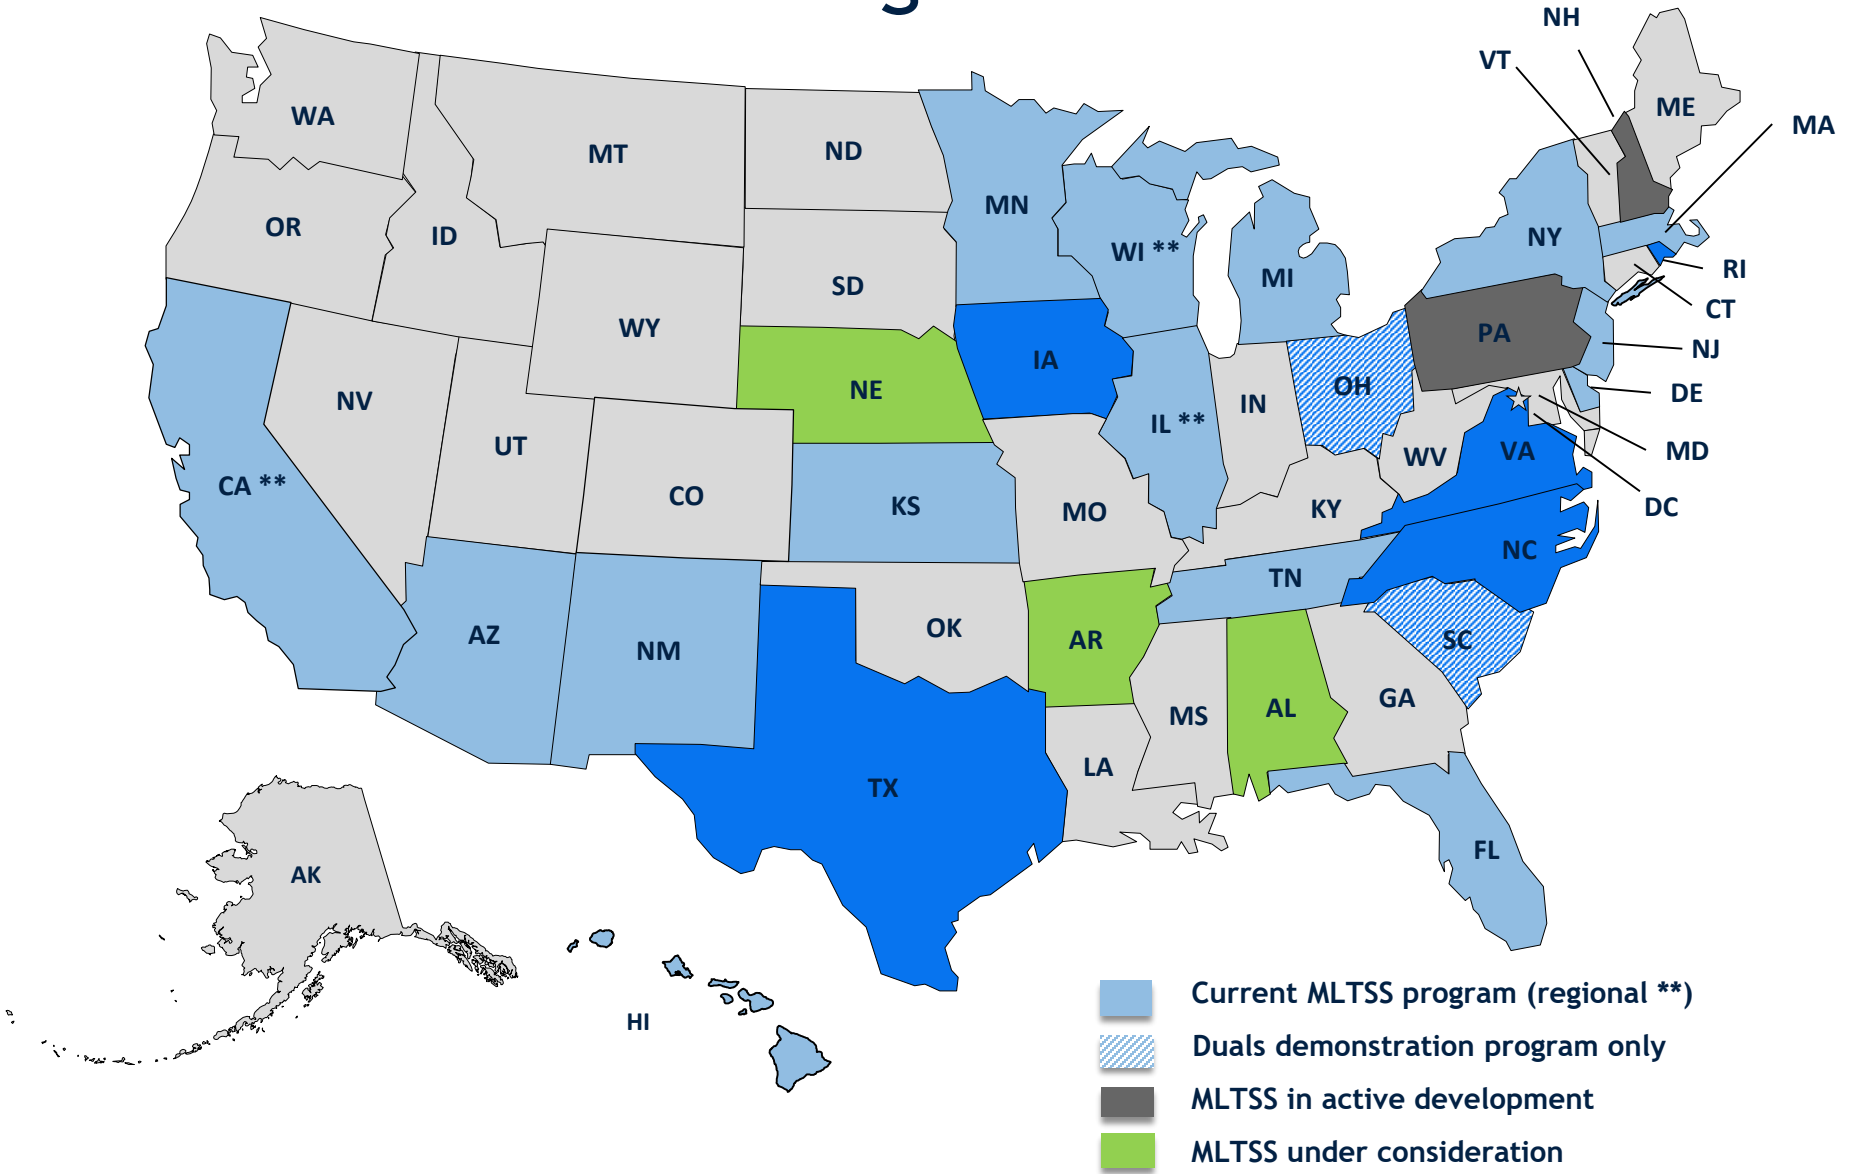 NH
VT
ME
MA
WA
MT
ND
MN
OR
ID
WI **
NY
MI
RI
SD
CT
WY
PA
NJ
IA
OH
NE
DE
NV
IN
IL **
UT
WV
VA
MD
CA **
CO
KS
MO
KY
DC
NC
TN
AZ
NM
OK
AR
SC
MS
AL
GA
LA
TX
FL
AK
HI
Current MLTSS program (regional **)
Duals demonstration program only
MLTSS in active development
MLTSS under consideration